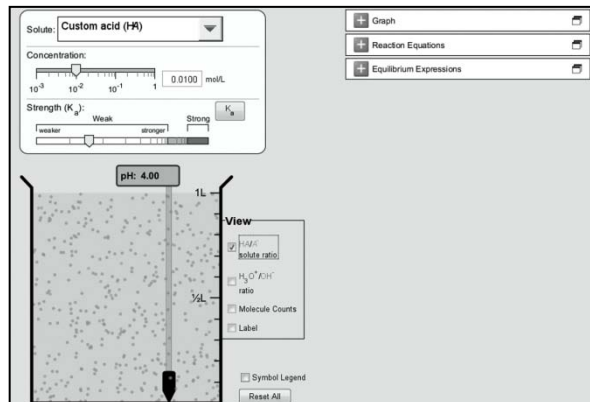 Solute: Custom acid (HA)
Concentration:
10-3 10-2 10-1 1 0.0100 mol/L
Strength (Ka): Ka
Weak Strong
weaker stronger
pH: 4.00
1L
View
HA/A-
solute ratio
H3O+/OH-
ratio
½L
Molecule Counts
Label
Symbol Legend
Reset All
Graph
Reaction Equations
Equilibrium Expressions